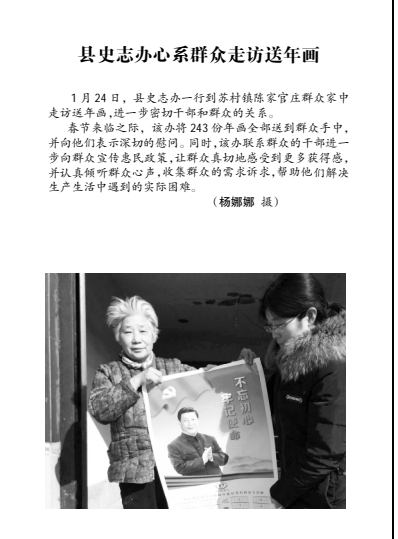 县史志办心系群众走访送年画
1月24日，县史志办一行到苏村镇陈家官庄群众家中
走访送年画，进一步密切干部和群众的关系。
春节来临之际，该办将243份年画全部送到群众手中，
并向他们表示深切的慰问。同时，该办联系群众的干部进一
步向群众宣传惠民政策，让群众真切地感受到更多获得感，
并认真倾听群众心声，收集群众的需求诉求，帮助他们解决
生产生活中遇到的实际困难。
（杨娜娜 摄）
不忘初心
牢记使命